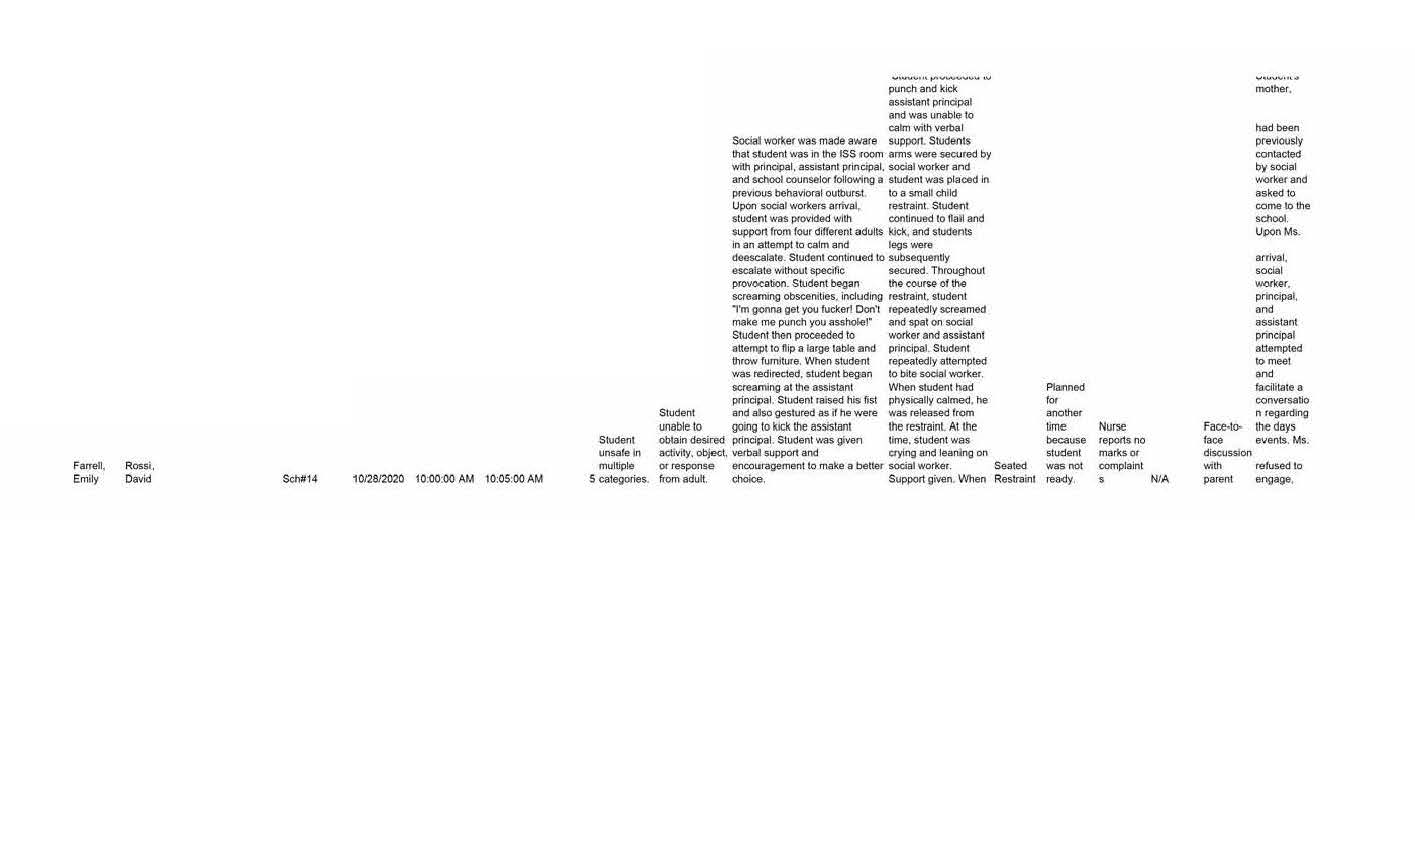 Farrell,
Emily
Rossi,
David
Sch#14
10/28/2020
10:00:00 AM
10:05:00 AM
5
Student
unsafe in
multiple
categories.
Student
unable to
obtain desired
activity, object,
or response
from adult.
Social worker was made aware
that student was in the ISS room
with principal, assistant principal,
and school counselor following a
previous behavioral outburst.
Upon social workers arrival,
student was provided with
support from four different adults
in an attempt to calm and
deescalate. Student continued to
escalate without specific
provocation. Student began
screaming obscenities, including
"I'm gonna get you fucker! Don't
make me punch you asshole!"
Student then proceeded to
attempt to flip a large table and
throw furniture. When student
was redirected, student began
screaming at the assistant
principal. Student raised his fist
and also gestured as if he were
going to kick the assistant
principal. Student was given
verbal support and
encouragement to make a better
choice.
Student proceeded to
punch and kick
assistant principal
and was unable to
calm with verbal
support. Students
arms were secured by
social worker and
student was placed in
to a small child
restraint. Student
continued to flail and
kick, and students
legs were
subsequently
secured. Throughout
the course of the
restraint, student
repeatedly screamed
and spat on social
worker and assistant
principal. Student
repeatedly attempted
to bite social worker.
When student had
physically calmed, he
was released from
the restraint. At the
time, student was
crying and leaning on
social worker.
Support given. When
Seated
Restraint
Planned
for
another
time
because
student
was not
ready.
Nurse
reports no
marks or
complaint
s
N/A
Face-to-
face
discussion
with
parent
Student's
mother,
had been
previously
contacted
by social
worker and
asked to
come to the
school.
Upon Ms.
arrival,
social
worker,
principal,
and
assistant
principal
attempted
to meet
and
facilitate a
conversatio
n regarding
the days
events. Ms.
refused to
engage,